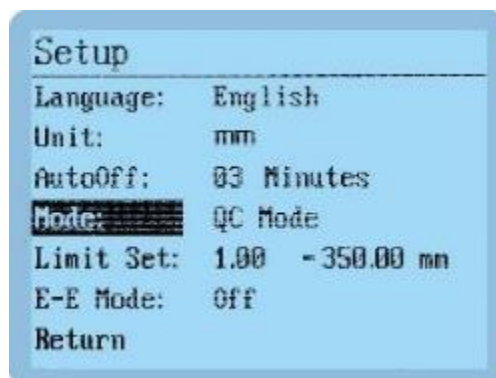 Setup
Language: English
Unit: mm
AutoOff: 03 Minutes
Mode: QC Mode
Limit Set: 1.00 - 350.00 mm
E-E Mode: Off
Return